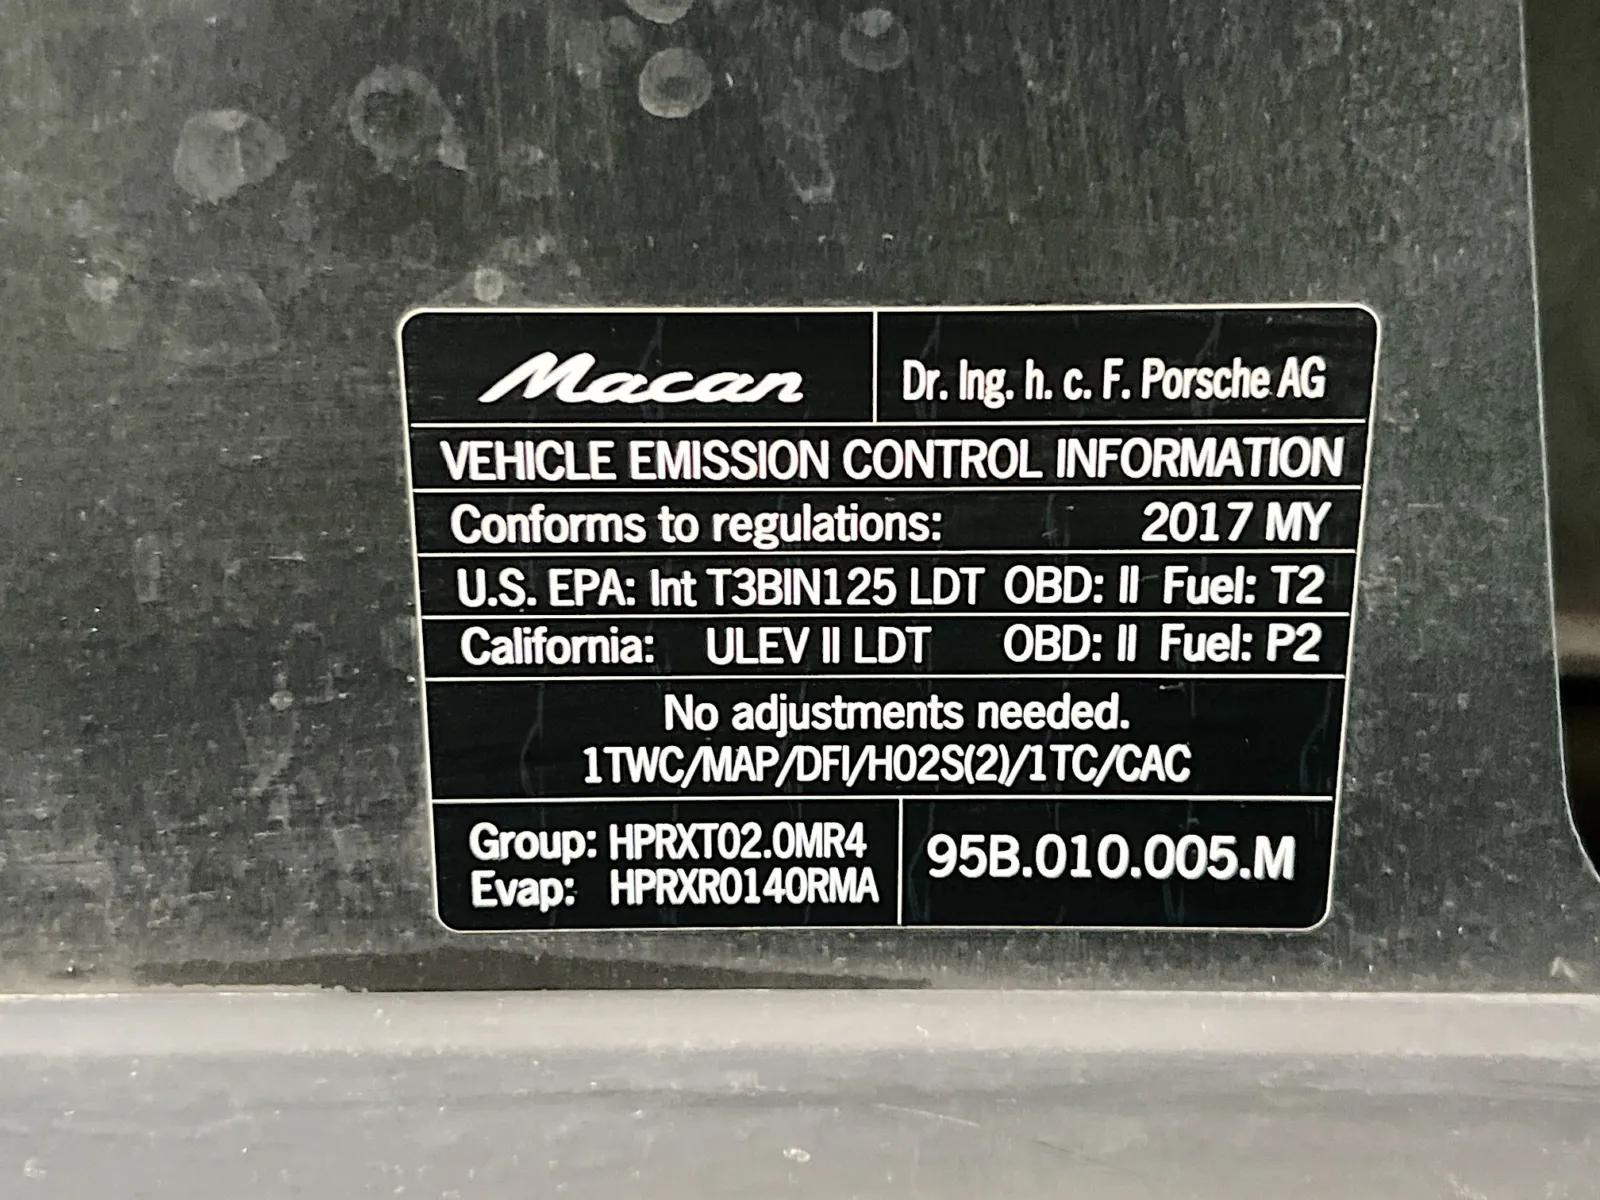 Macan Dr. Ing. h. c. F. Porsche AG
VEHICLE EMISSION CONTROL INFORMATION
Conforms to regulations: 2017 MY
U.S. EPA: Int T3BIN125 LDT OBD: II Fuel: T2
California: ULEV II LDT OBD: II Fuel: P2
No adjustments needed.
1TWC/MAP/DFI/HO2S(2)/1TC/CAC
Group: HPRXT02.0MR4
Evap: HPRXR0140RMA
95B.010.005.M